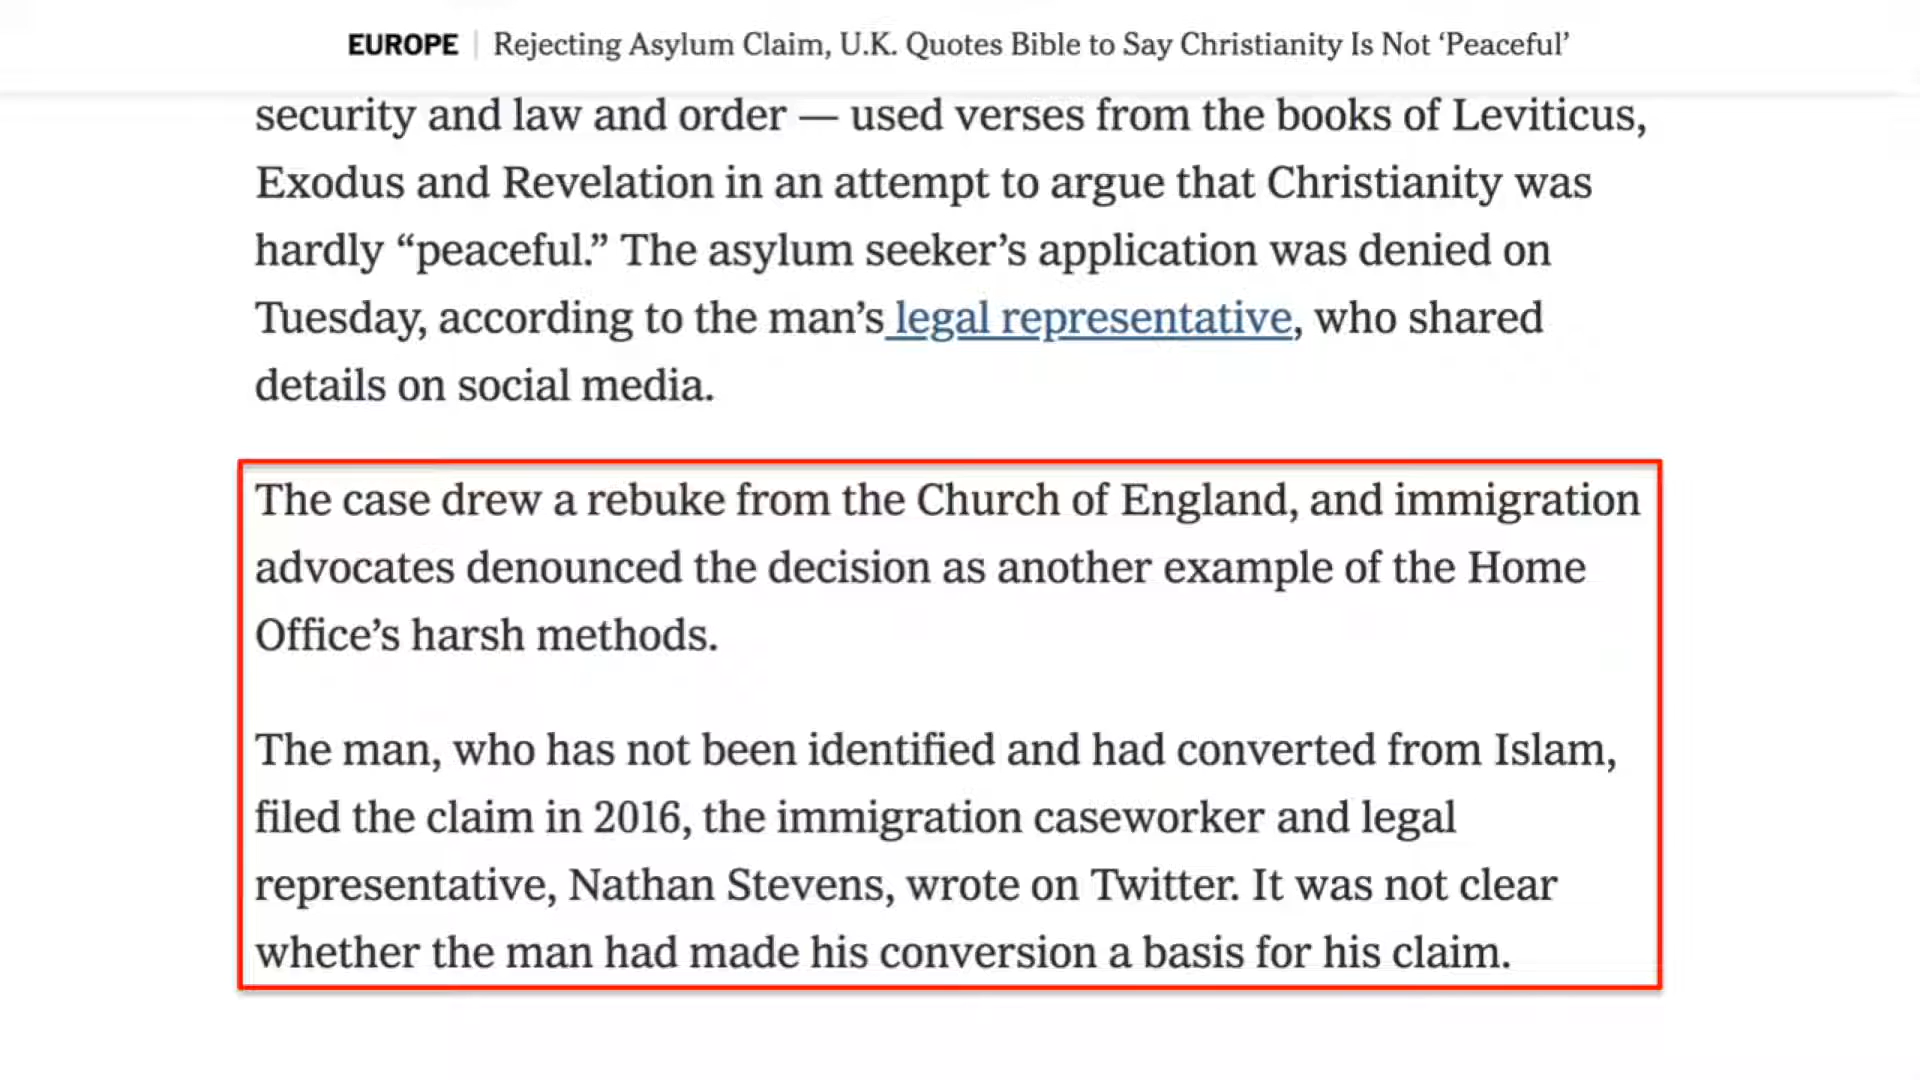 EUROPE | Rejecting Asylum Claim, U.K. Quotes Bible to Say Christianity Is Not ‘Peaceful’
security and law and order — used verses from the books of Leviticus,
Exodus and Revelation in an attempt to argue that Christianity was
hardly “peaceful.” The asylum seeker’s application was denied on
Tuesday, according to the man’s legal representative, who shared
details on social media.
The case drew a rebuke from the Church of England, and immigration
advocates denounced the decision as another example of the Home
Office’s harsh methods.
The man, who has not been identified and had converted from Islam,
filed the claim in 2016, the immigration caseworker and legal
representative, Nathan Stevens, wrote on Twitter. It was not clear
whether the man had made his conversion a basis for his claim.